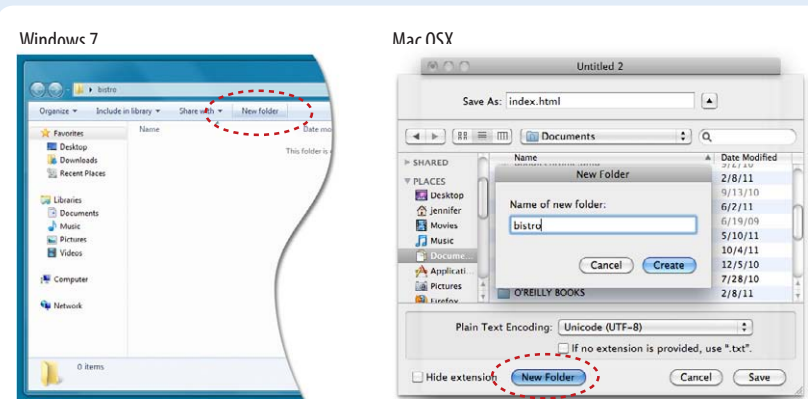 Windows 7
bistro
Organize
Include in library
Share with
New folder
Favorites
Desktop
Downloads
Recent Places
Libraries
Documents
Music
Pictures
Videos
Computer
Network
Name
Date mo
This folder is
0 items
Mac OSX
Untitled 2
Save As: index.html
Documents
SHARED
PLACES
Desktop
jennifer
Movies
Music
Docume...
Applicati...
Pictures
Firefox
Name
Date Modified
2/8/11
9/13/10
6/2/11
6/19/09
5/10/11
10/4/11
12/5/10
7/28/10
O'REILLY BOOKS 2/8/11
New Folder
Name of new folder:
bistro
Cancel Create
Plain Text Encoding: Unicode (UTF-8)
If no extension is provided, use ".txt".
Hide extension New Folder Cancel Save